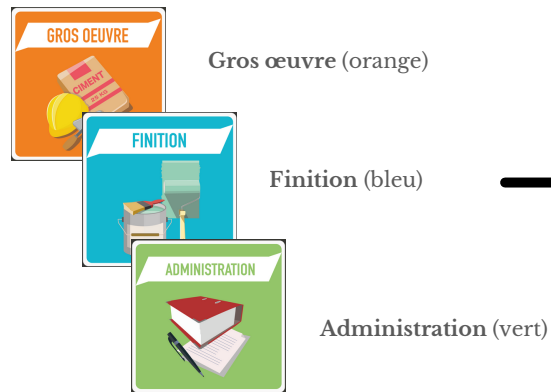 GROS OEUVRE
Gros œuvre (orange)
CIMENT
25 KG
FINITION
Finition (bleu)
ADMINISTRATION
Administration (vert)